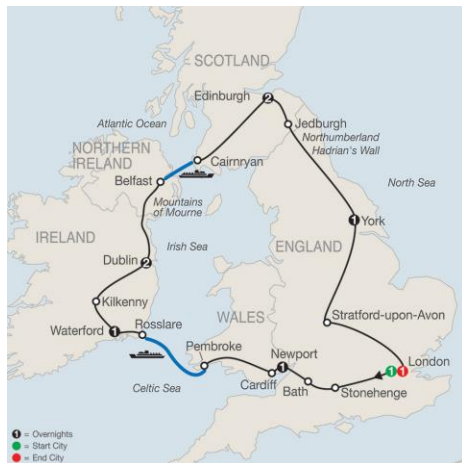 SCOTLAND
Edinburgh
2
Jedburgh
Atlantic Ocean
Northumberland
Hadrian's Wall
Cairnryan
NORTHERN
IRELAND
Belfast
North Sea
Mountains
of Mourne
1
York
IRELAND
Irish Sea
ENGLAND
Dublin
2
Kilkenny
Stratford-upon-Avon
WALES
Waterford
1
Rosslare
Pembroke
Newport
1
London
1
1
Celtic Sea
Cardiff
Bath
Stonehenge
1 = Overnights
= Start City
= End City